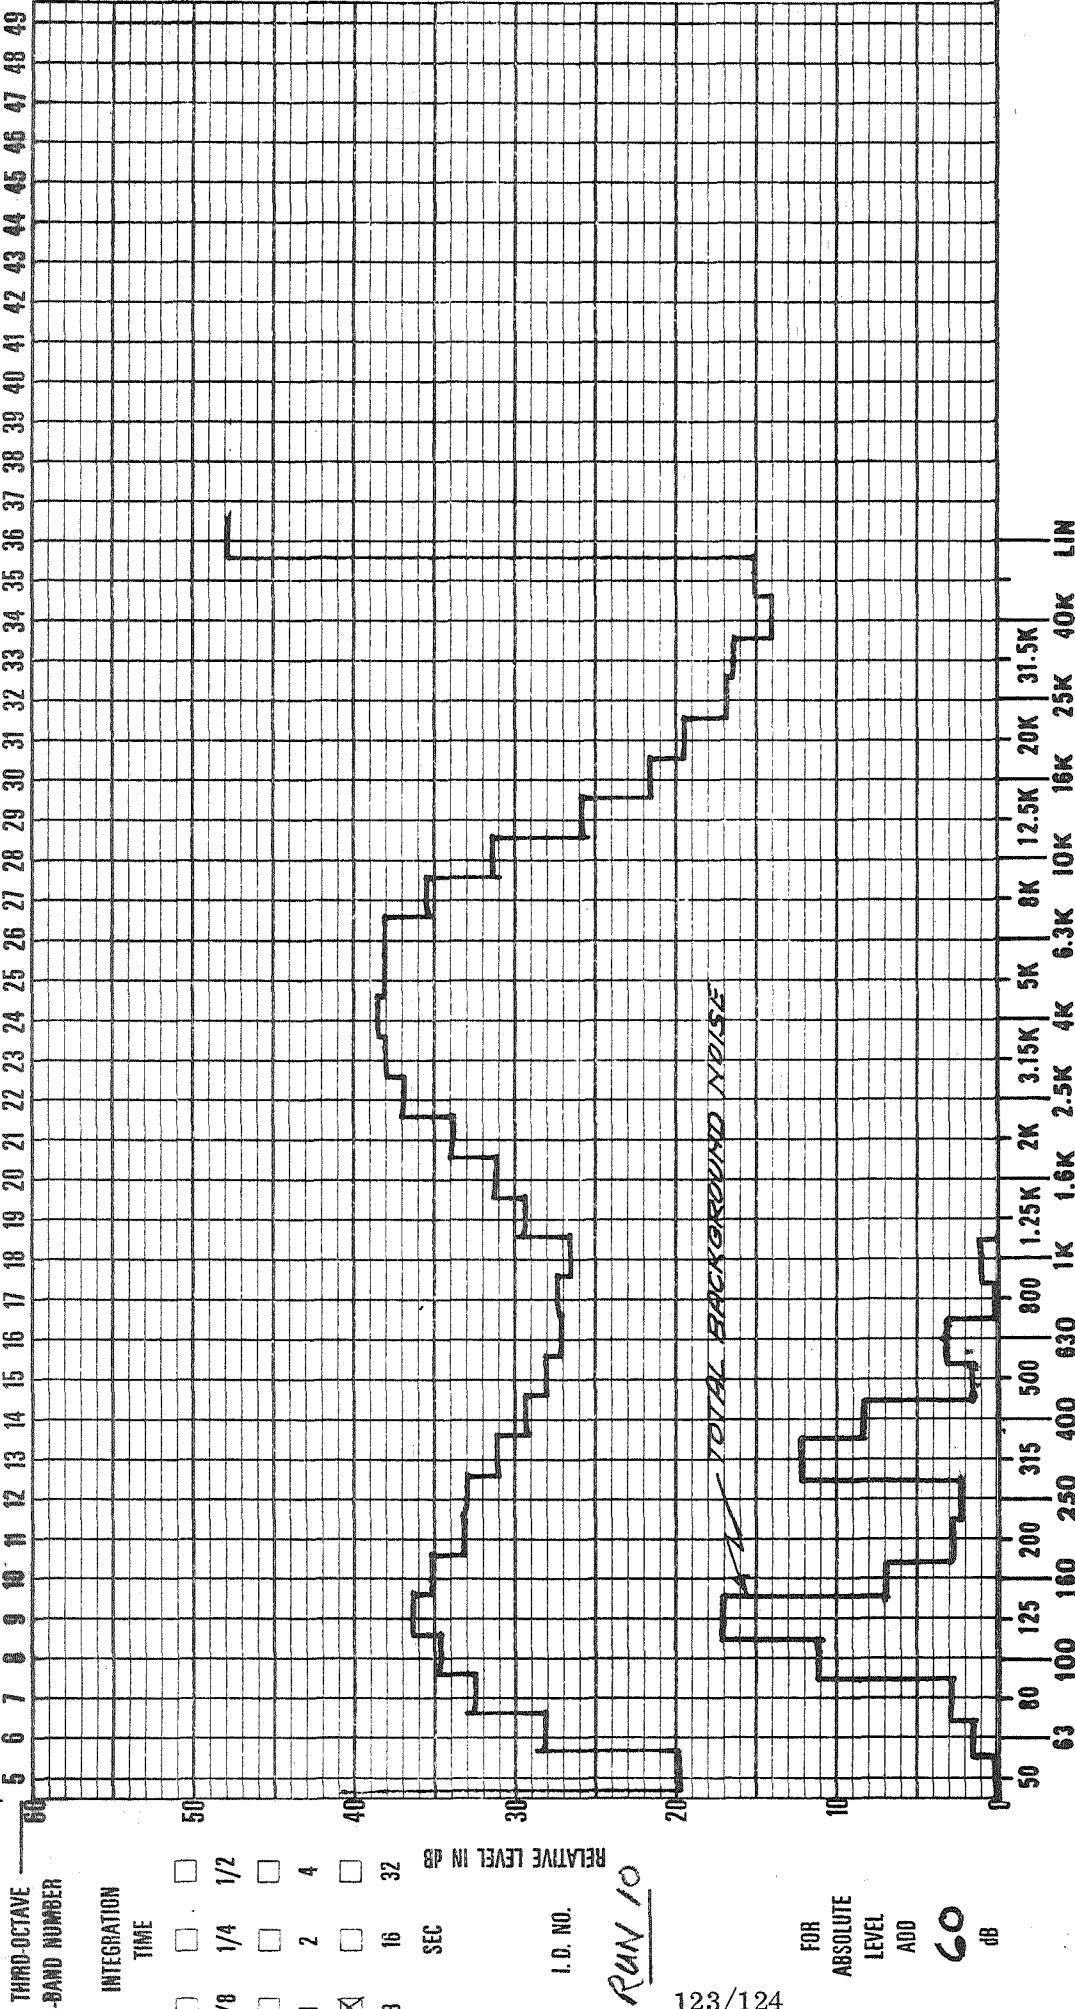 THIRD-OCTAVE
-BAND NUMBER
5 6 7 8 9 10 11 12 13 14 15 16 17 18 19 20 21 22 23 24 25 26 27 28 29 30 31 32 33 34 35 36 37 38 39 40 41 42 43 44 45 46 47 48 49
INTEGRATION
TIME
/8 1/4 1/2
2 4
16 32
SEC
I.D. NO.
RUN 10
FOR
ABSOLUTE
LEVEL
ADD
60
dB
RELATIVE LEVEL IN dB
60
50
40
30
20
10
0
TOTAL BACKGROUND NOISE
50 80 125 200 315 500 800 1.25K 2K 3.15K 5K 8K 12.5K 20K 31.5K
63 100 160 250 400 630 1K 1.6K 2.5K 4K 6.3K 10K 16K 25K 40K LIN
123/124